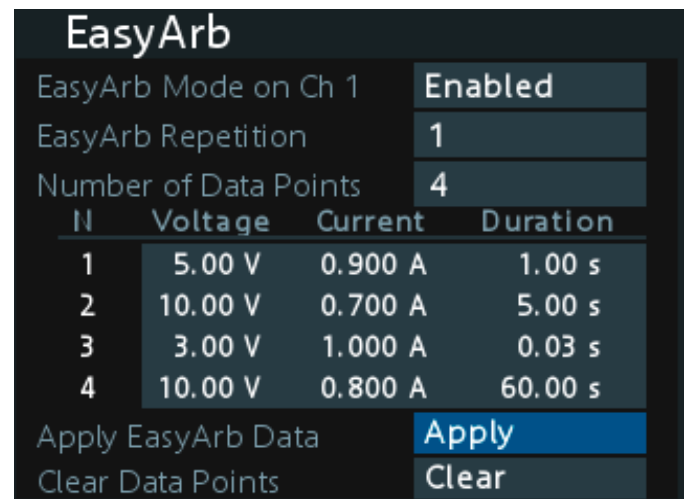 EasyArb
EasyArb Mode on Ch 1 Enabled
EasyArb Repetition 1
Number of Data Points 4
N Voltage Current Duration
1 5.00 V 0.900 A 1.00 s
2 10.00 V 0.700 A 5.00 s
3 3.00 V 1.000 A 0.03 s
4 10.00 V 0.800 A 60.00 s
Apply EasyArb Data Apply
Clear Data Points Clear